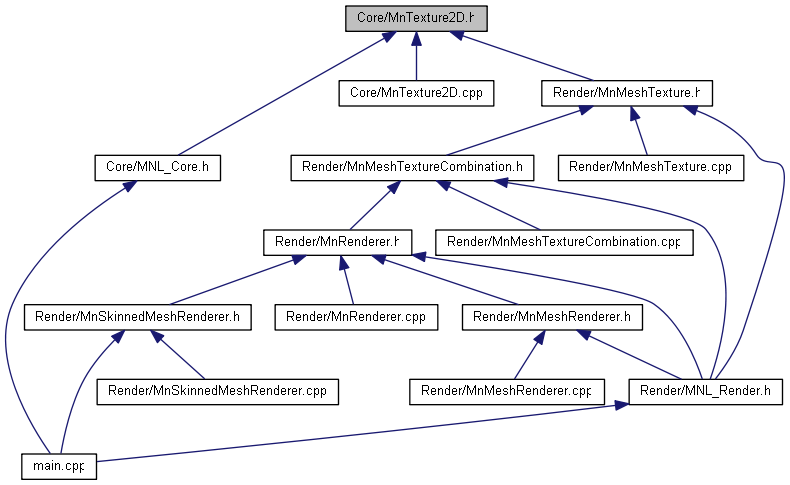 Core/MnTexture2D.h
Core/MnTexture2D.cpp
Render/MnMeshTexture.h
Core/MNL_Core.h
Render/MnMeshTextureCombination.h
Render/MnMeshTexture.cpp
Render/MnRenderer.h
Render/MnMeshTextureCombination.cpp
Render/MnSkinnedMeshRenderer.h
Render/MnRenderer.cpp
Render/MnMeshRenderer.h
Render/MnSkinnedMeshRenderer.cpp
Render/MnMeshRenderer.cpp
Render/MNL_Render.h
main.cpp